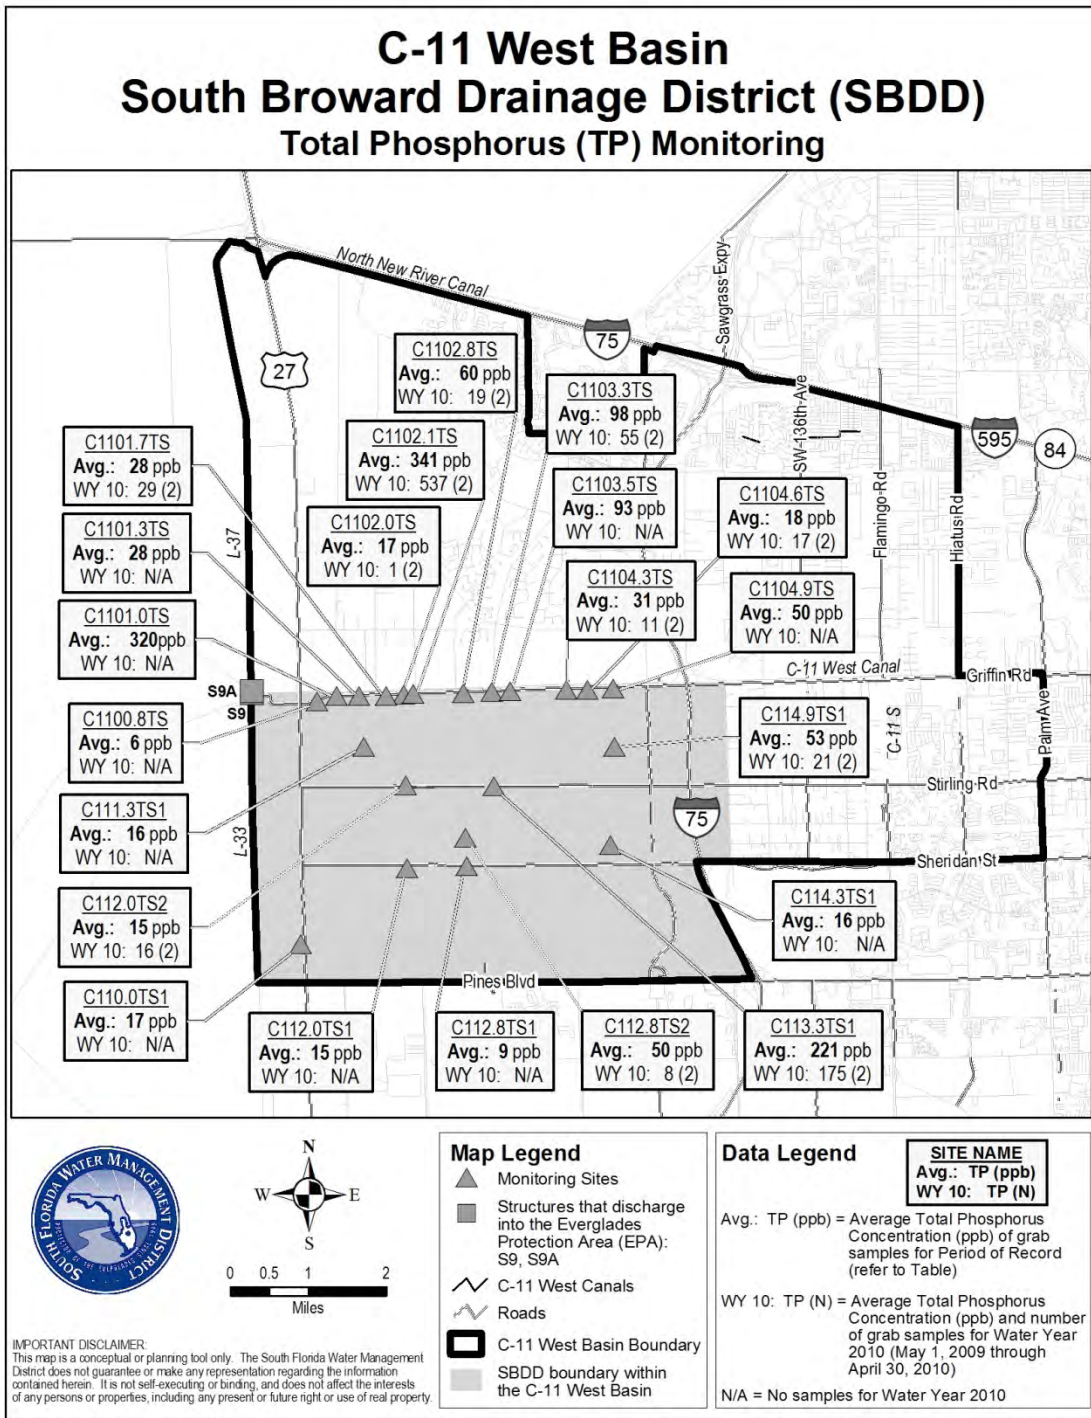 C-11 West Basin
South Broward Drainage District (SBDD)
Total Phosphorus (TP) Monitoring
North New River Canal
Sawgrass Expy
75
27
C1102.8TS
Avg.: 60 ppb
WY 10: 19 (2)
C1103.3TS
Avg.: 98 ppb
WY 10: 55 (2)
SW 136th Ave
Flamingo Rd
Hiatus Rd
595
84
C1101.7TS
Avg.: 28 ppb
WY 10: 29 (2)
C1102.1TS
Avg.: 341 ppb
WY 10: 537 (2)
C1103.5TS
Avg.: 93 ppb
WY 10: N/A
C1104.6TS
Avg.: 18 ppb
WY 10: 17 (2)
C1101.3TS
Avg.: 28 ppb
WY 10: N/A
L-37
C1102.0TS
Avg.: 17 ppb
WY 10: 1 (2)
C1104.3TS
Avg.: 31 ppb
WY 10: 11 (2)
C1104.9TS
Avg.: 50 ppb
WY 10: N/A
C1101.0TS
Avg.: 320ppb
WY 10: N/A
C-11 West Canal
Griffin Rd
S9A
S9
C1100.8TS
Avg.: 6 ppb
WY 10: N/A
C114.9TS1
Avg.: 53 ppb
WY 10: 21 (2)
C-11 S
Palm Ave
Stirling Rd
C111.3TS1
Avg.: 16 ppb
WY 10: N/A
L-33
75
Sheridan St
C112.0TS2
Avg.: 15 ppb
WY 10: 16 (2)
C114.3TS1
Avg.: 16 ppb
WY 10: N/A
Pines Blvd
C110.0TS1
Avg.: 17 ppb
WY 10: N/A
C112.0TS1
Avg.: 15 ppb
WY 10: N/A
C112.8TS1
Avg.: 9 ppb
WY 10: N/A
C112.8TS2
Avg.: 50 ppb
WY 10: 8 (2)
C113.3TS1
Avg.: 221 ppb
WY 10: 175 (2)
SOUTH FLORIDA WATER MANAGEMENT DISTRICT
N
W
E
S
0 0.5 1 2
Miles
IMPORTANT DISCLAIMER:
This map is a conceptual or planning tool only. The South Florida Water Management
District does not guarantee or make any representation regarding the information
contained herein. It is not self-executing or binding, and does not affect the interests
of any persons or properties, including any present or future right or use of real property.
Map Legend
Monitoring Sites
Structures that discharge
into the Everglades
Protection Area (EPA):
S9, S9A
C-11 West Canals
Roads
C-11 West Basin Boundary
SBDD boundary within
the C-11 West Basin
Data Legend
SITE NAME
Avg.: TP (ppb)
WY 10: TP (N)
Avg.: TP (ppb) = Average Total Phosphorus
Concentration (ppb) of grab
samples for Period of Record
(refer to Table)
WY 10: TP (N) = Average Total Phosphorus
Concentration (ppb) and number
of grab samples for Water Year
2010 (May 1, 2009 through
April 30, 2010)
N/A = No samples for Water Year 2010